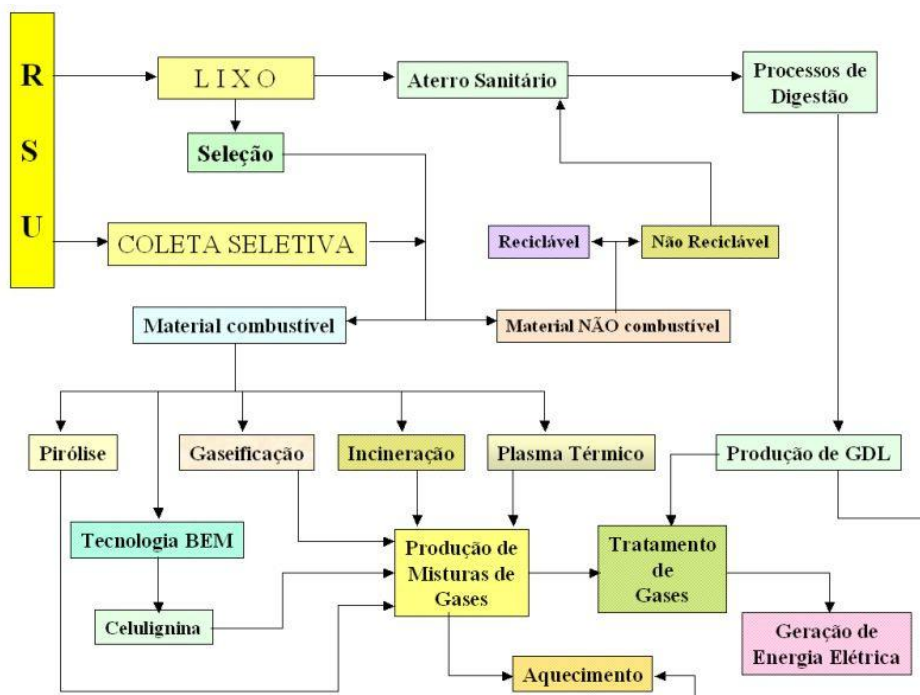 R
S
U
L I X O
Aterro Sanitário
Processos de
Digestão
Seleção
COLETA SELETIVA
Reciclável
Não Reciclável
Material combustível
Material NÃO combustível
Pirólise
Gaseificação
Incineração
Plasma Térmico
Produção de GDL
Tecnologia BEM
Produção de
Misturas de
Gases
Tratamento
de
Gases
Celulignina
Geração de
Energia Elétrica
Aquecimento